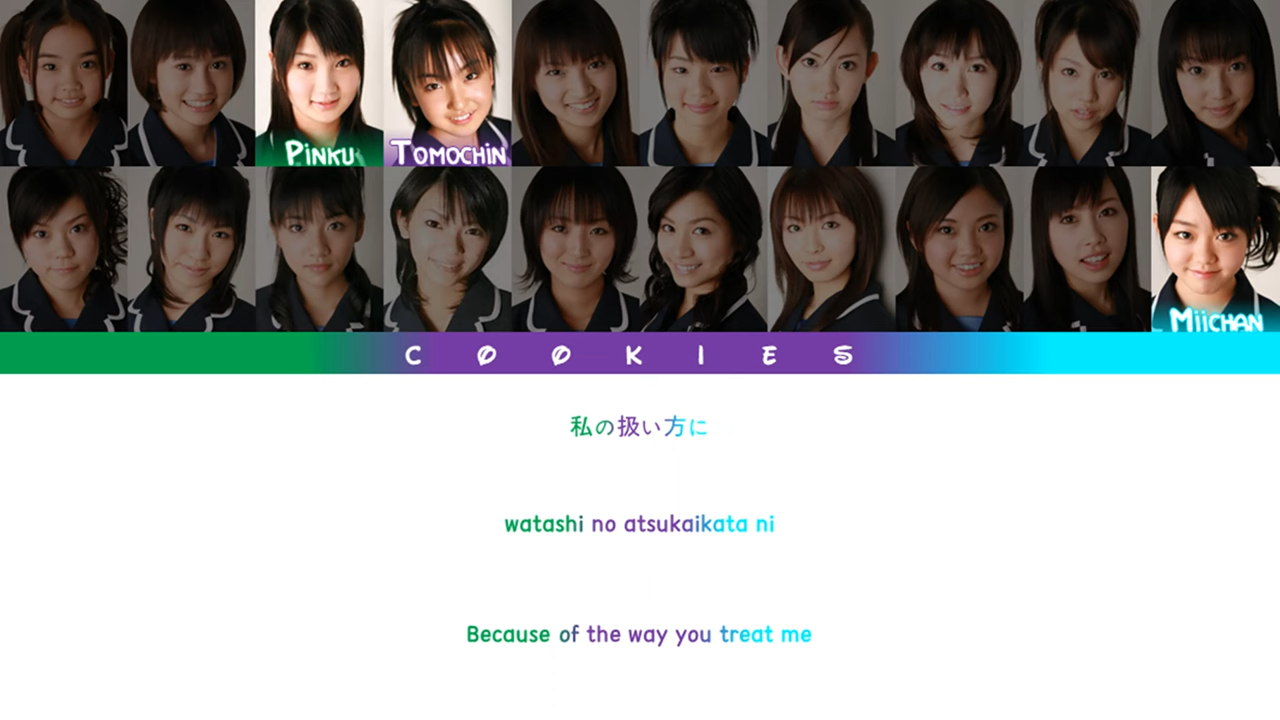 PINKU
TOMOCHIN
MIICHAN
COOKIES
私の扱い方に
watashi no atsukaikata ni
Because of the way you treat me